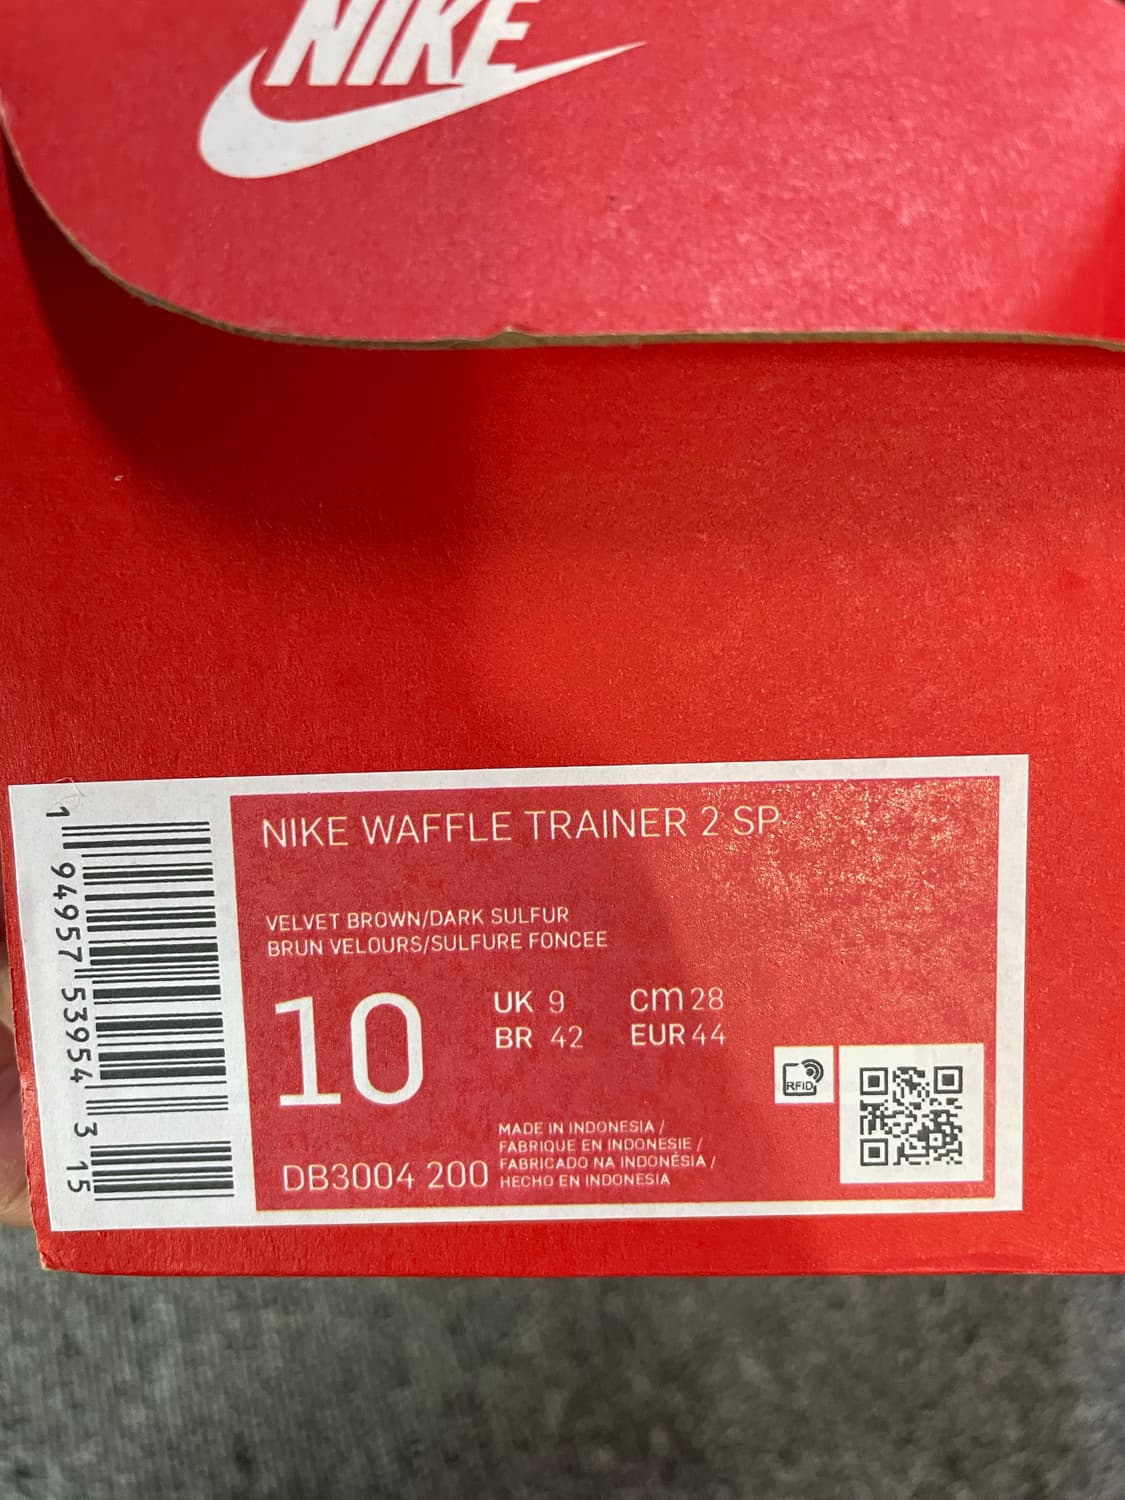 NIKE
NIKE WAFFLE TRAINER 2 SP
VELVET BROWN/DARK SULFUR
BRUN VELOURS/SULFURE FONCEE
10
UK 9
cm 28
BR 42
EUR 44
MADE IN INDONESIA /
FABRIQUE EN INDONESIE /
FABRICADO NA INDONÉSIA /
HECHO EN INDONESIA
DB3004 200
RFID
1 94957 53954 3 15